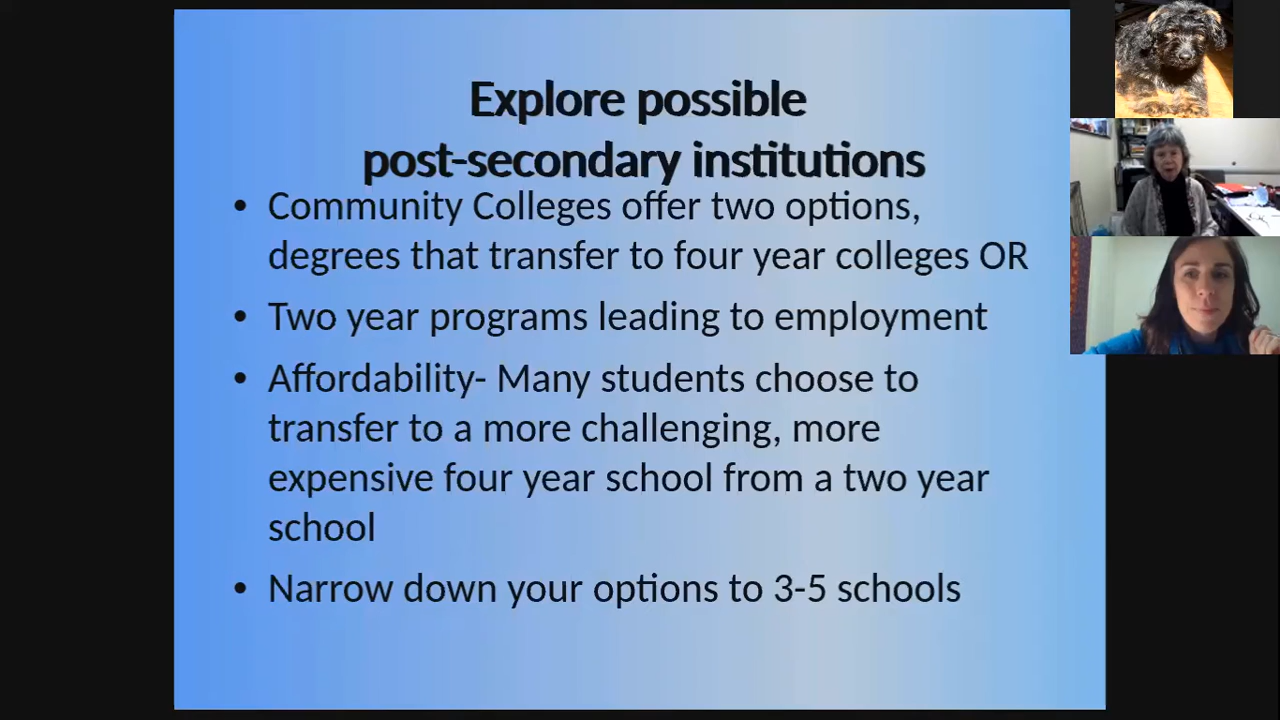 Explore possible
post-secondary institutions
• Community Colleges offer two options,
degrees that transfer to four year colleges OR
• Two year programs leading to employment
• Affordability- Many students choose to
transfer to a more challenging, more
expensive four year school from a two year
school
• Narrow down your options to 3-5 schools